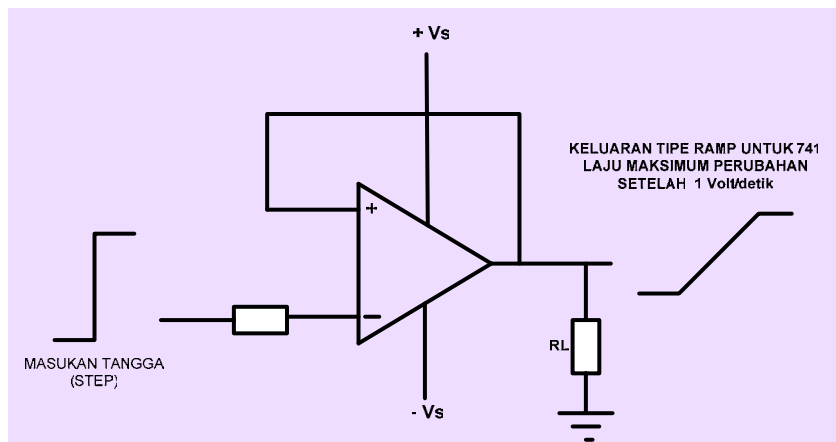 + Vs
KELUARAN TIPE RAMP UNTUK 741
LAJU MAKSIMUM PERUBAHAN
SETELAH 1 Volt/detik
+
-
RL
MASUKAN TANGGA
(STEP)
- Vs